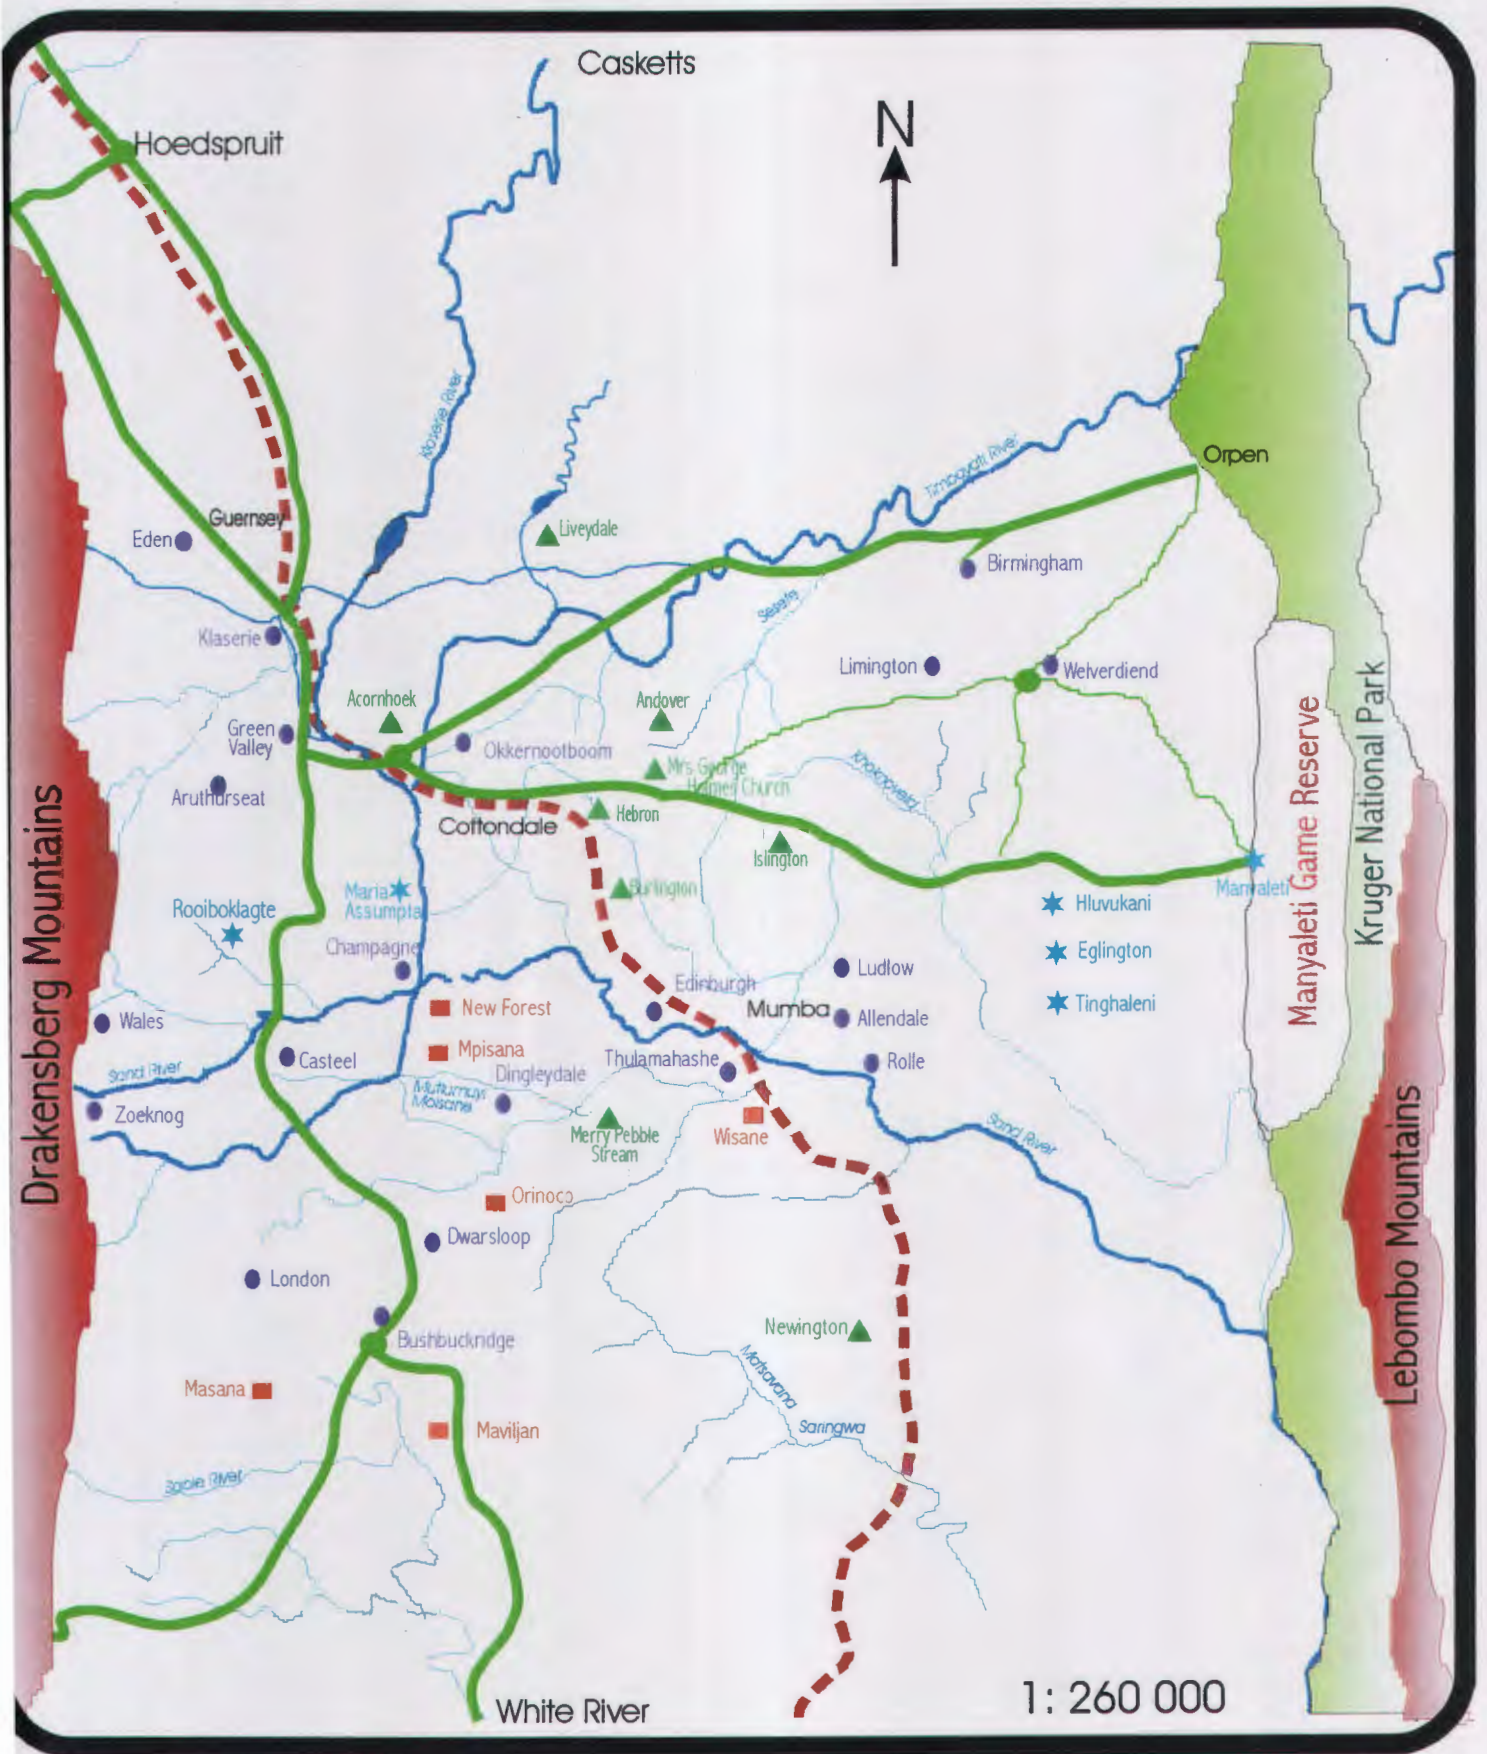 Casketts
N
Hoedspruit
Klaserie River
Timbavati River
Orpen
Guernsey
Eden
Liveydale
Birmingham
Sesete
Klaserie
Limington
Welverdiend
Acornhoek
Andover
Green
Valley
Okkernootboom
Mrs George
Holmes Church
Aruthurseat
Hebron
Cottondale
Islington
Manyaleti
Burlington
Maria
Assumpta
Rooiboklagte
Hluvukani
Champagne
Eglington
Ludlow
Edinburgh
Tinghaleni
New Forest
Mumba
Allendale
Wales
Mpisana
Thulamahashe
Rolle
Casteel
Sand River
Dingleydale
Zoeknog
Merry Pebble
Stream
Wisane
Sand River
Orinoco
Dwarsloop
London
Newington
Bushbuckridge
Matsavana
Masana
Saringwa
Maviljan
Sabie River
White River
1: 260 000
Drakensberg Mountains
Manyaleti Game Reserve
Kruger National Park
Lebombo Mountains